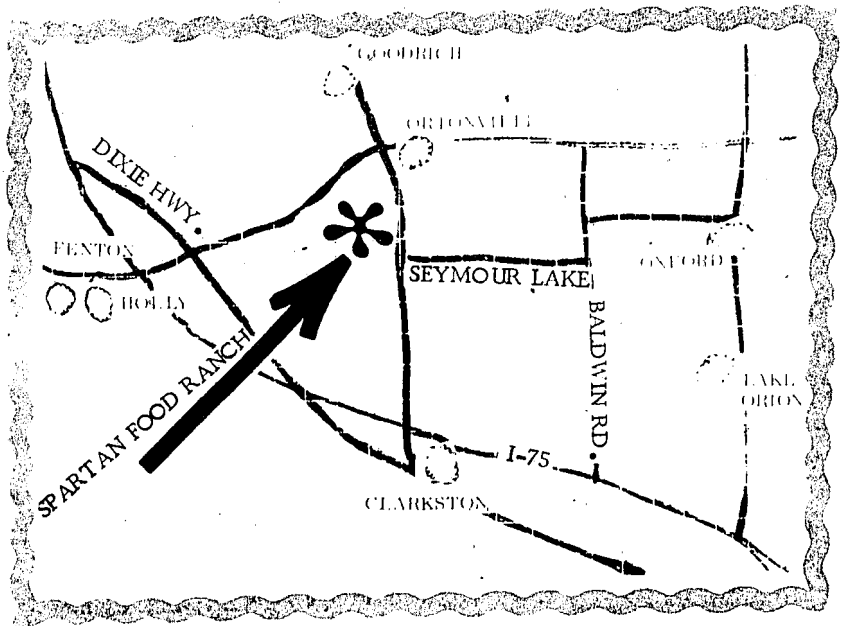 GOODRICH
ORTONVILLE
DIXIE HWY.
FENTON
HOLLY
SEYMOUR LAKE
OXFORD
BALDWIN RD.
SPARTAN FOOD RANCH
LAKE
ORION
I-75
CLARKSTON